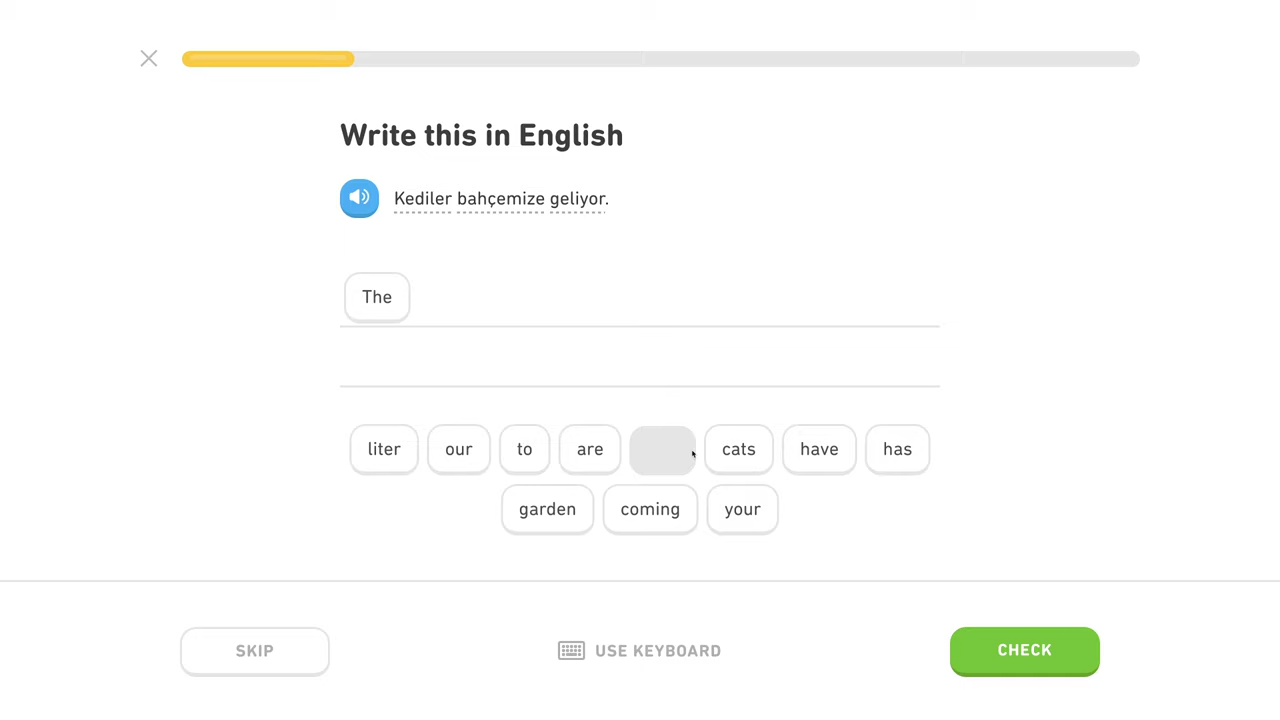 Write this in English
Kediler bahçemize geliyor.
The
liter our to are cats have has
garden coming your
SKIP USE KEYBOARD CHECK